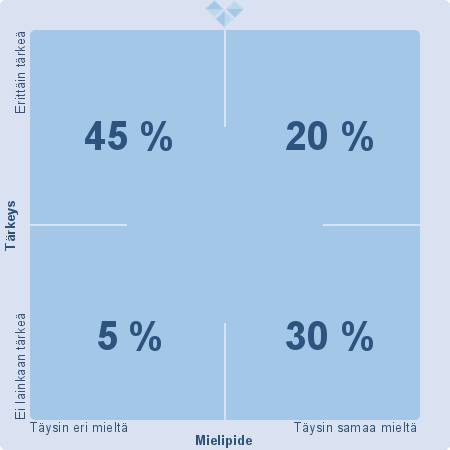 Erittäin tärkeä
45 %
20 %
Tärkeys
Ei lainkaan tärkeä
5 %
30 %
Täysin eri mieltä
Täysin samaa mieltä
Mielipide